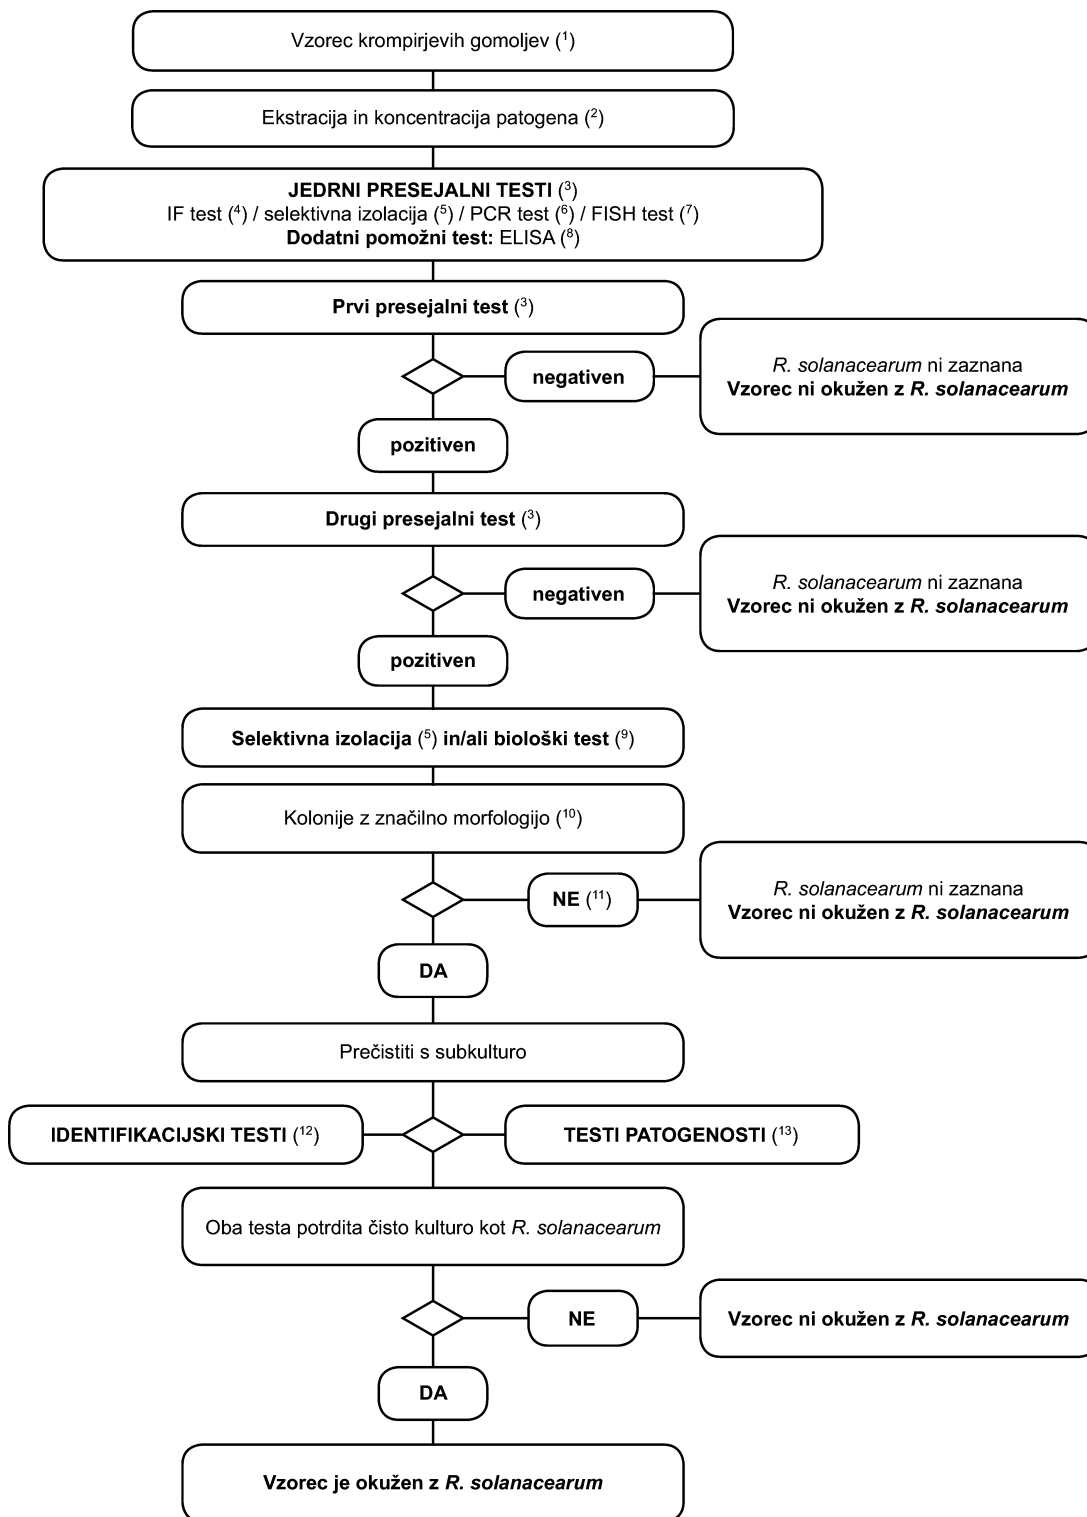 Vzorec krompirjevih gomoljev (¹)
Ekstracija in koncentracija patogena (²)
JEDRNI PRESEJALNI TESTI (³)
IF test (⁴) / selektivna izolacija (⁵) / PCR test (⁶) / FISH test (⁷)
Dodatni pomožni test: ELISA (⁸)
Prvi presejalni test (³)
negativen
R. solanacearum ni zaznana
Vzorec ni okužen z R. solanacearum
pozitiven
Drugi presejalni test (³)
negativen
R. solanacearum ni zaznana
Vzorec ni okužen z R. solanacearum
pozitiven
Selektivna izolacija (⁵) in/ali biološki test (⁹)
Kolonije z značilno morfologijo (¹⁰)
NE (¹¹)
R. solanacearum ni zaznana
Vzorec ni okužen z R. solanacearum
DA
Prečistiti s subkulturo
IDENTIFIKACIJSKI TESTI (¹²)
TESTI PATOGENOSTI (¹³)
Oba testa potrdita čisto kulturo kot R. solanacearum
NE
Vzorec ni okužen z R. solanacearum
DA
Vzorec je okužen z R. solanacearum